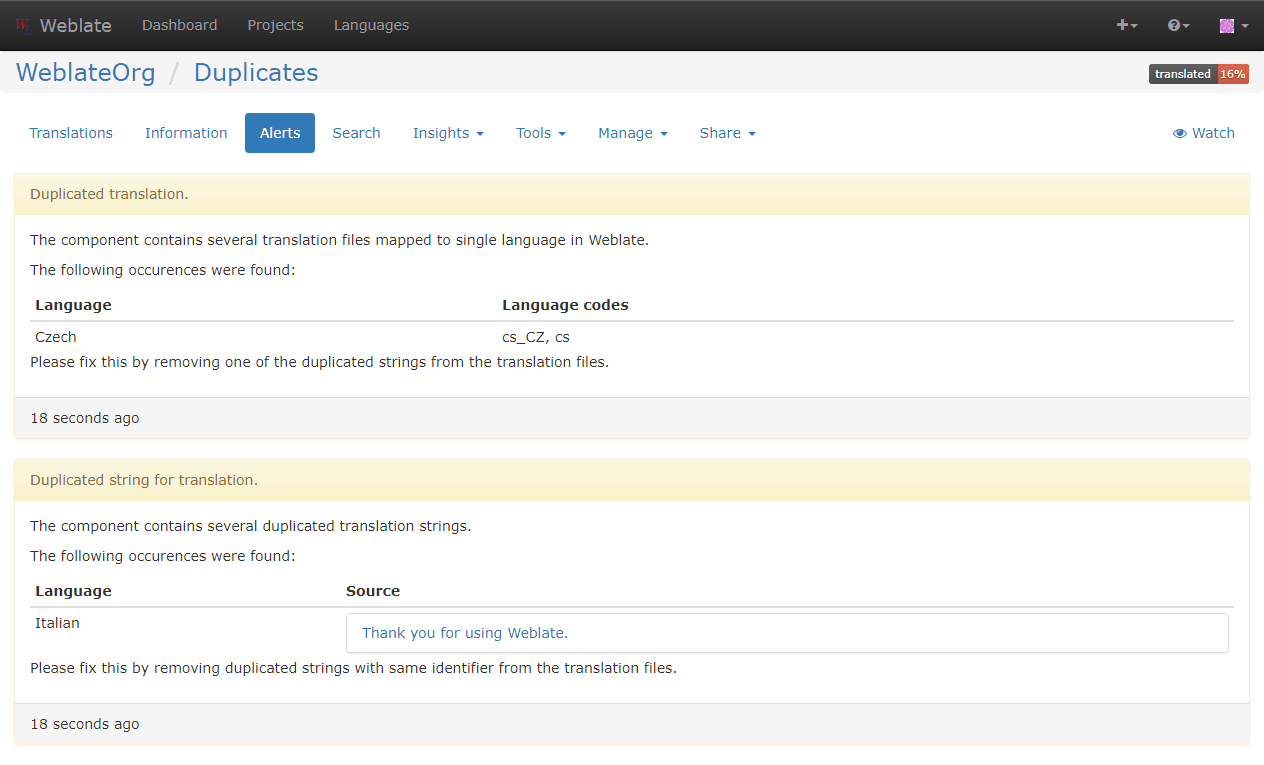 Weblate Dashboard Projects Languages
WeblateOrg / Duplicates translated 16%
Translations Information Alerts Search Insights Tools Manage Share Watch
Duplicated translation.
The component contains several translation files mapped to single language in Weblate.
The following occurences were found:
Language Language codes
Czech cs_CZ, cs
Please fix this by removing one of the duplicated strings from the translation files.
18 seconds ago
Duplicated string for translation.
The component contains several duplicated translation strings.
The following occurences were found:
Language Source
Italian Thank you for using Weblate.
Please fix this by removing duplicated strings with same identifier from the translation files.
18 seconds ago